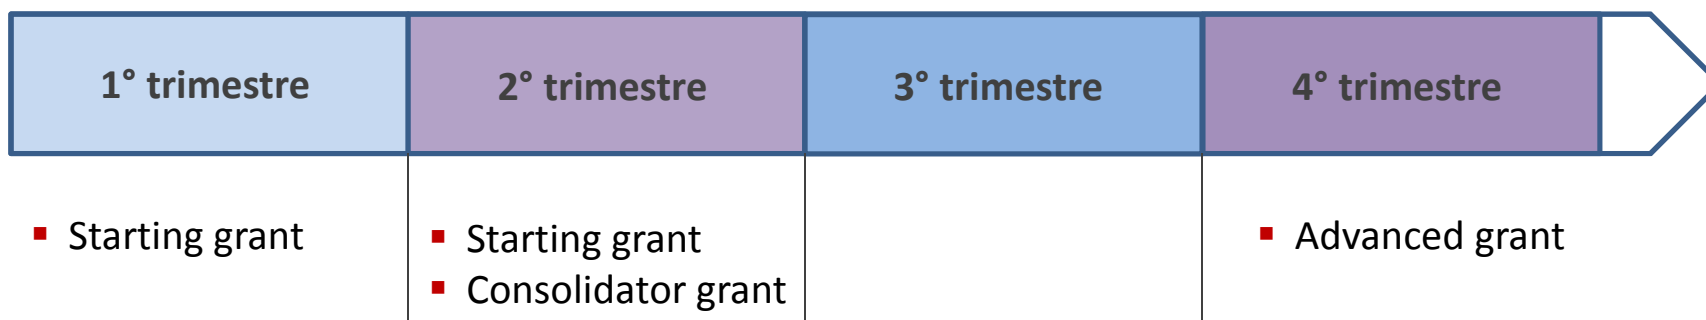 1° trimestre
2° trimestre
3° trimestre
4° trimestre
▪ Starting grant
▪ Starting grant
▪ Consolidator grant
▪ Advanced grant